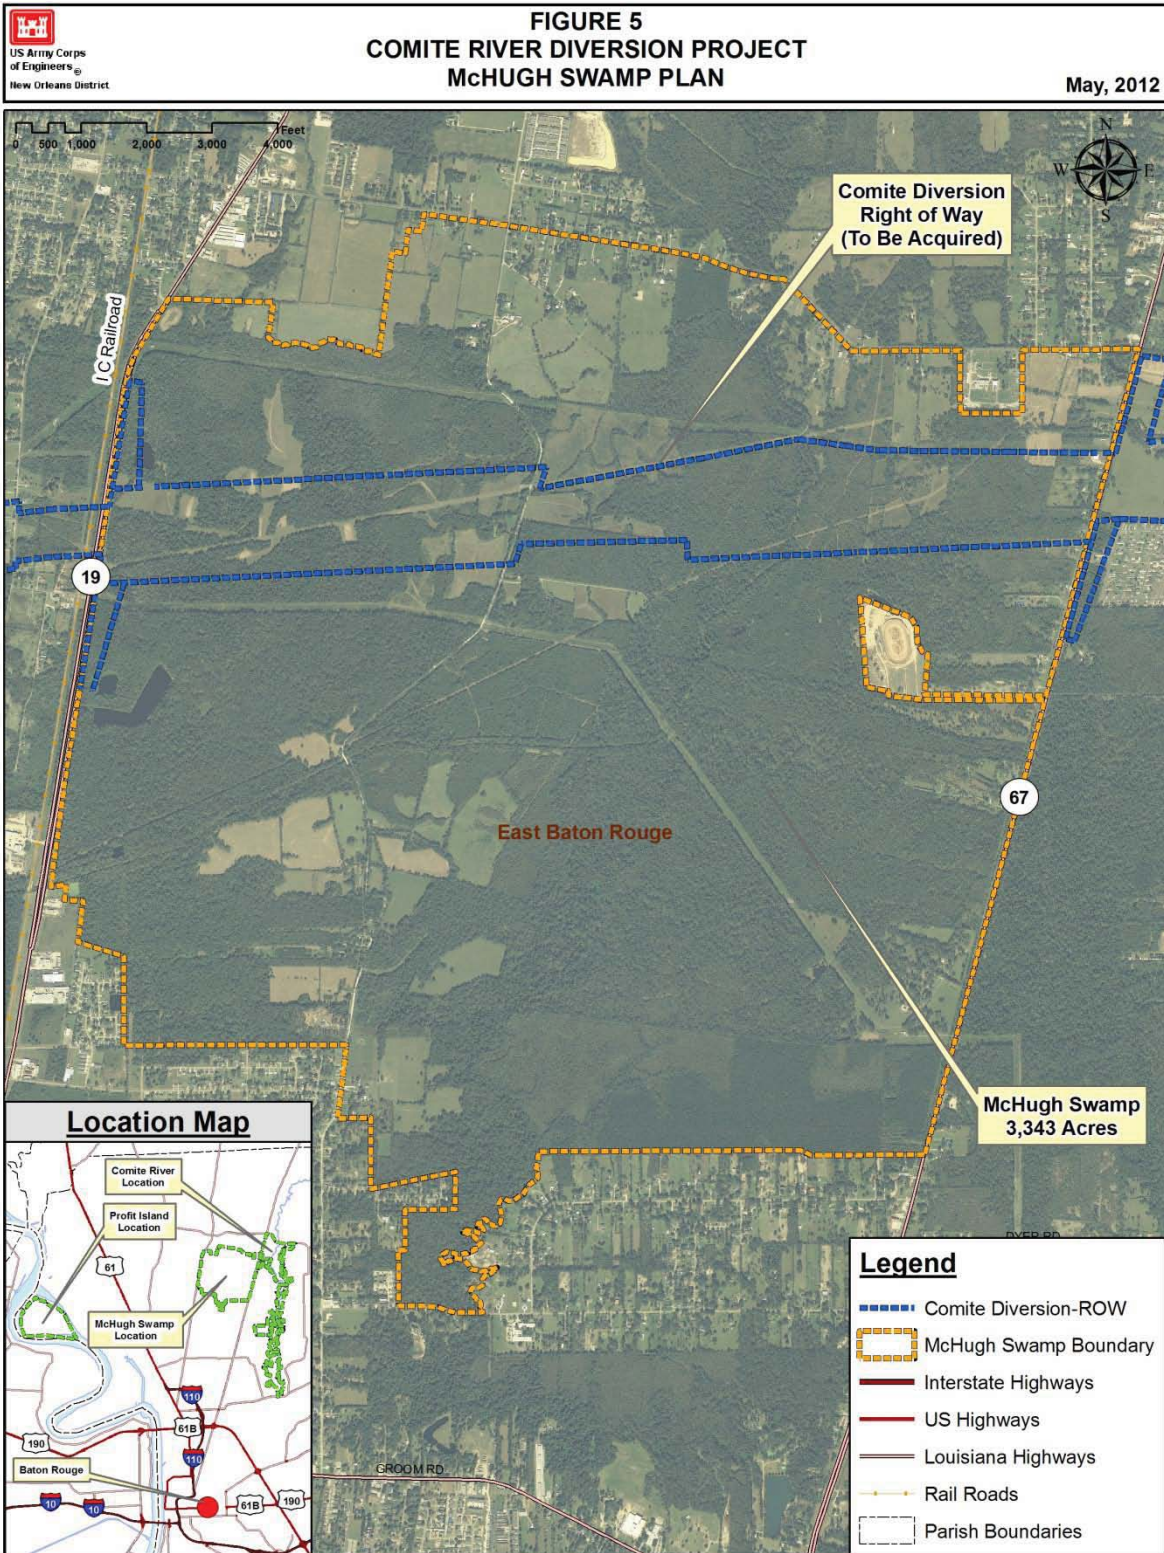 US Army Corps
of Engineers ®
New Orleans District
FIGURE 5
COMITE RIVER DIVERSION PROJECT
McHUGH SWAMP PLAN
May, 2012
Feet
0 500 1,000 2,000 3,000 4,000
N
W E
S
Comite Diversion
Right of Way
(To Be Acquired)
I C Railroad
19
67
East Baton Rouge
McHugh Swamp
3,343 Acres
DYER RD
GROOM RD
Location Map
Comite River
Location
Profit Island
Location
61
McHugh Swamp
Location
110
61B
190
110
Baton Rouge
10
10
61B
190
Legend
Comite Diversion-ROW
McHugh Swamp Boundary
Interstate Highways
US Highways
Louisiana Highways
Rail Roads
Parish Boundaries